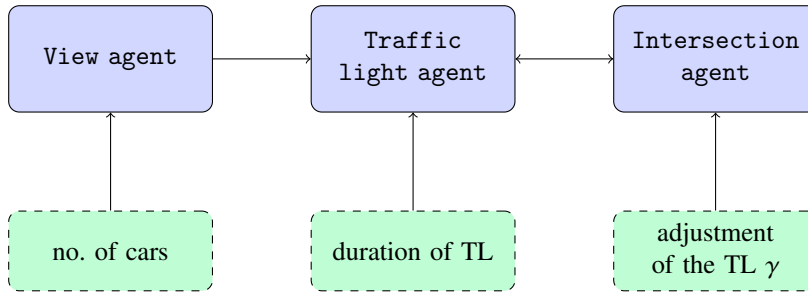 View agent
Traffic
light agent
Intersection
agent
no. of cars
duration of TL
adjustment
of the TL γ